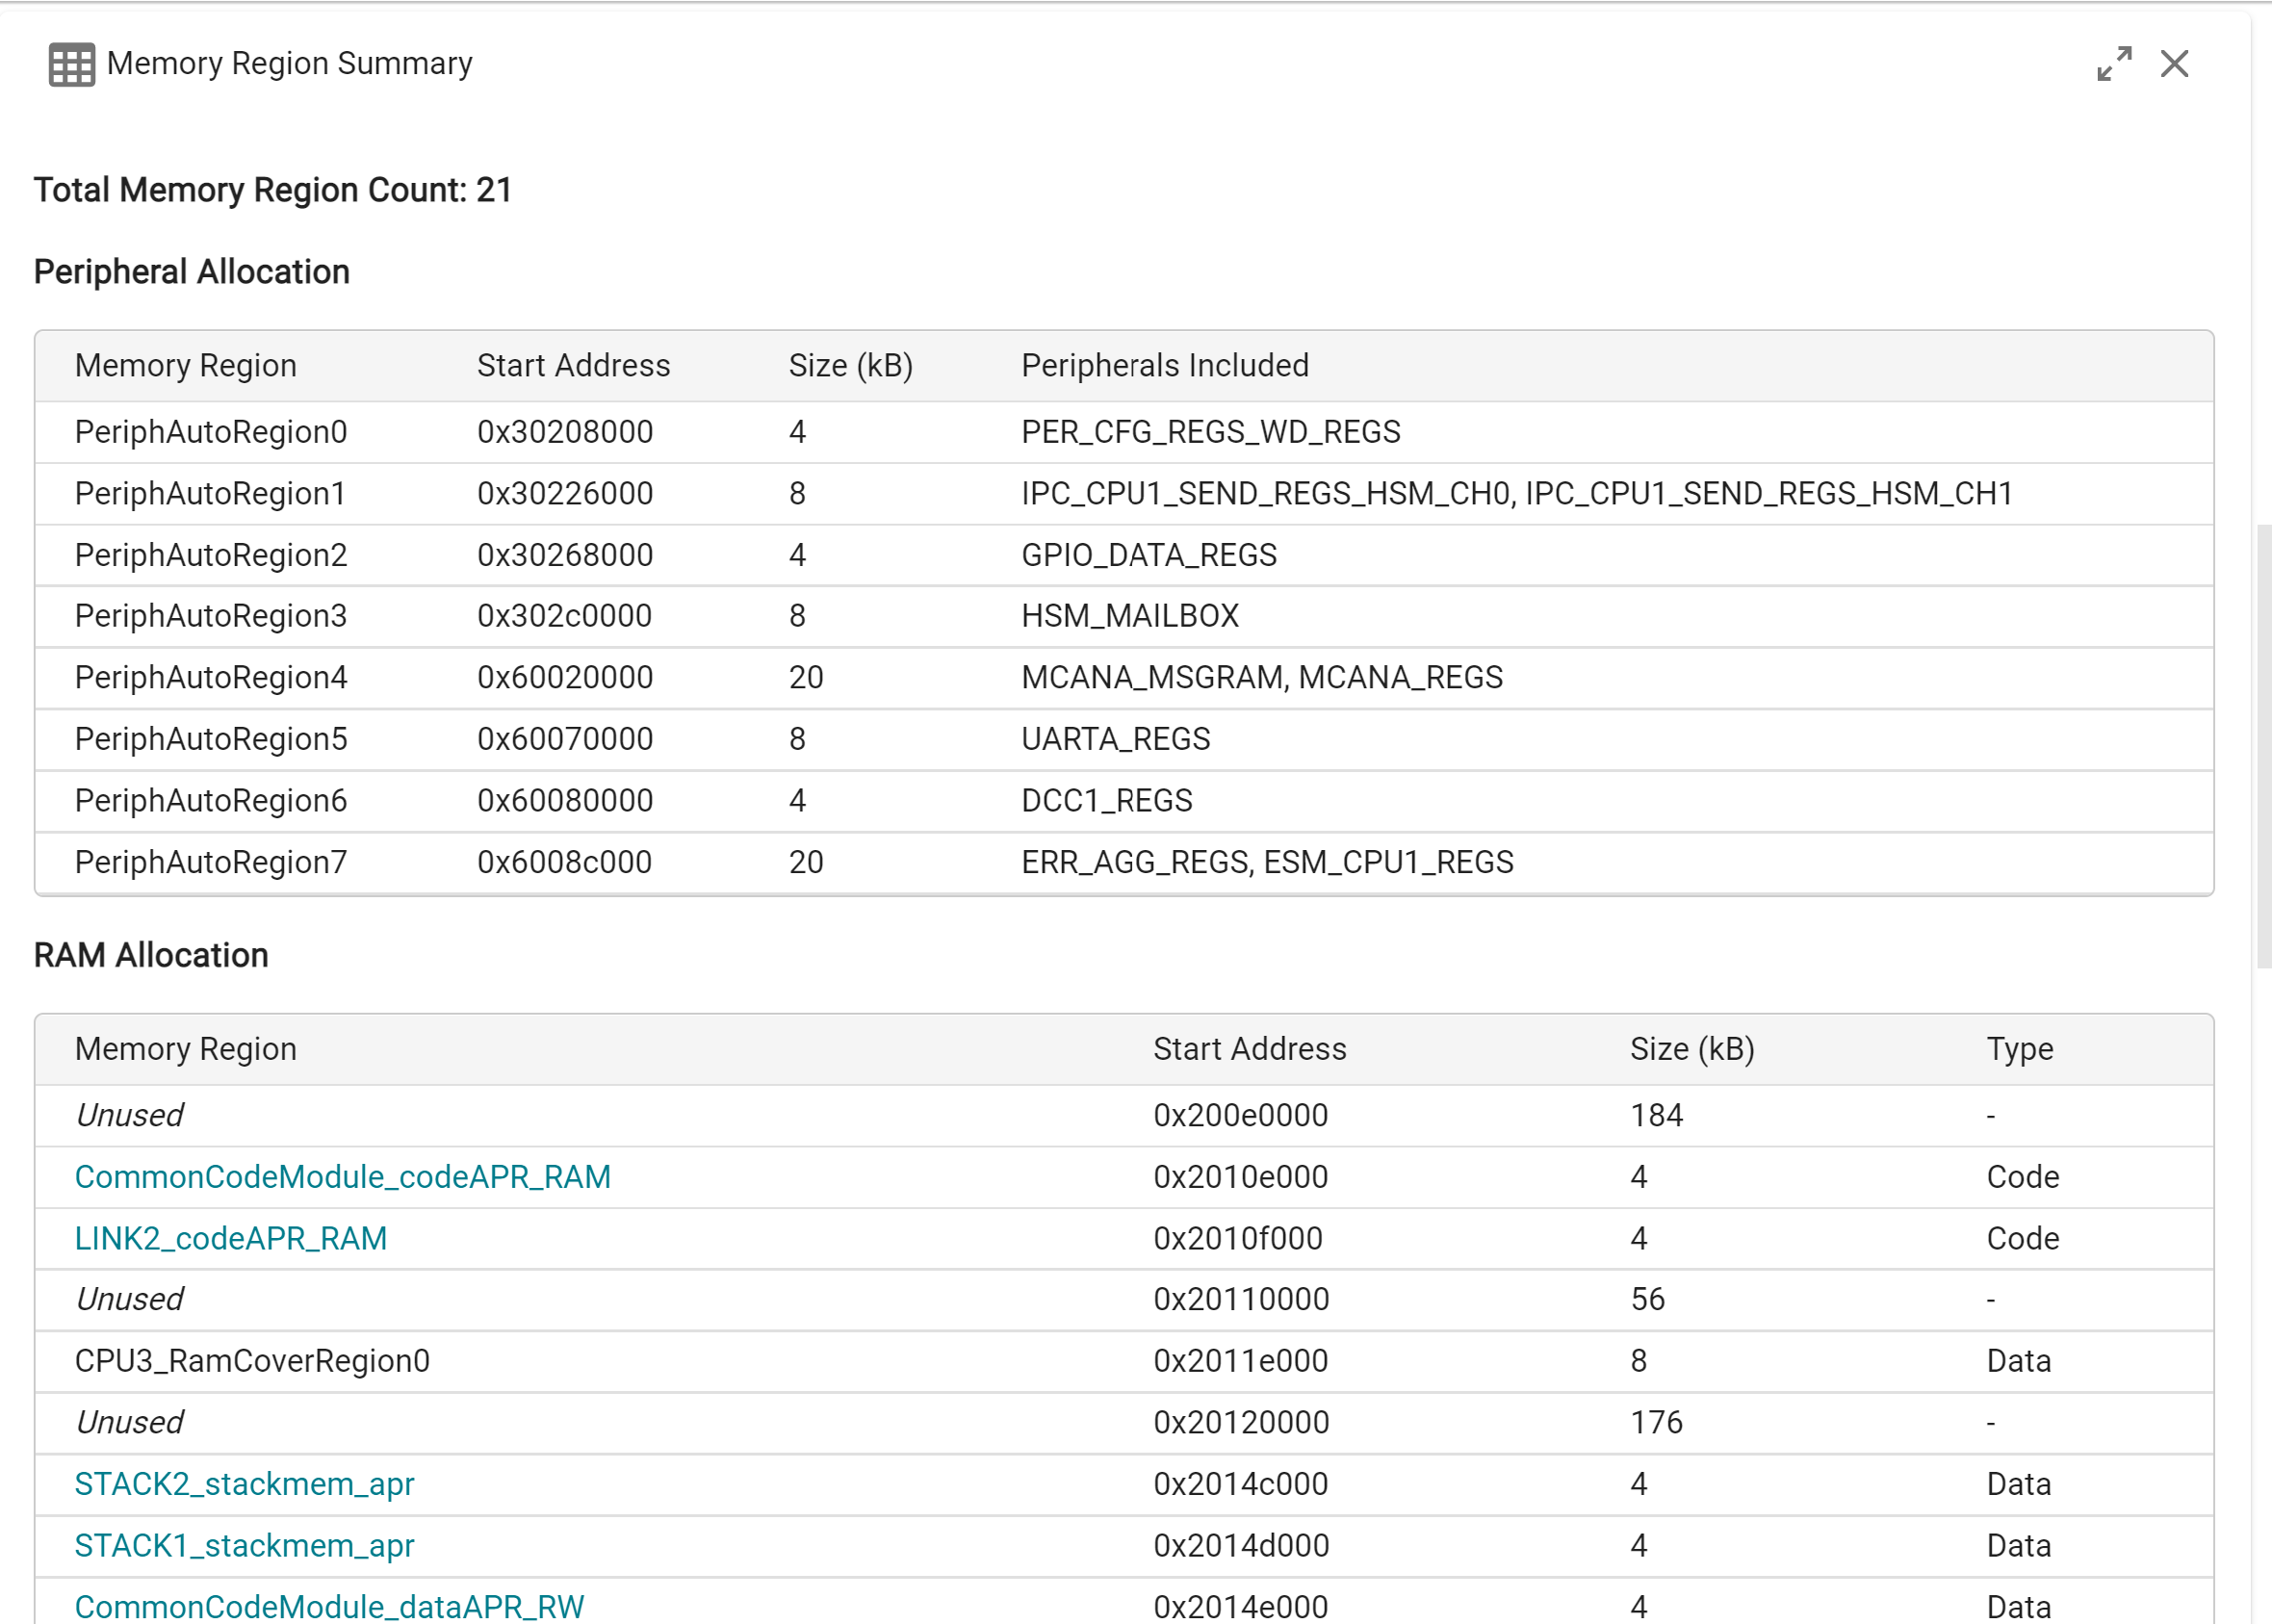 Memory Region Summary
Total Memory Region Count: 21
Peripheral Allocation
Memory Region Start Address Size (kB) Peripherals Included
PeriphAutoRegion0 0x30208000 4 PER_CFG_REGS_WD_REGS
PeriphAutoRegion1 0x30226000 8 IPC_CPU1_SEND_REGS_HSM_CH0, IPC_CPU1_SEND_REGS_HSM_CH1
PeriphAutoRegion2 0x30268000 4 GPIO_DATA_REGS
PeriphAutoRegion3 0x302c0000 8 HSM_MAILBOX
PeriphAutoRegion4 0x60020000 20 MCANA_MSGRAM, MCANA_REGS
PeriphAutoRegion5 0x60070000 8 UARTA_REGS
PeriphAutoRegion6 0x60080000 4 DCC1_REGS
PeriphAutoRegion7 0x6008c000 20 ERR_AGG_REGS, ESM_CPU1_REGS
RAM Allocation
Memory Region Start Address Size (kB) Type
Unused 0x200e0000 184 -
CommonCodeModule_codeAPR_RAM 0x2010e000 4 Code
LINK2_codeAPR_RAM 0x2010f000 4 Code
Unused 0x20110000 56 -
CPU3_RamCoverRegion0 0x2011e000 8 Data
Unused 0x20120000 176 -
STACK2_stackmem_apr 0x2014c000 4 Data
STACK1_stackmem_apr 0x2014d000 4 Data
CommonCodeModule_dataAPR_RW 0x2014e000 4 Data